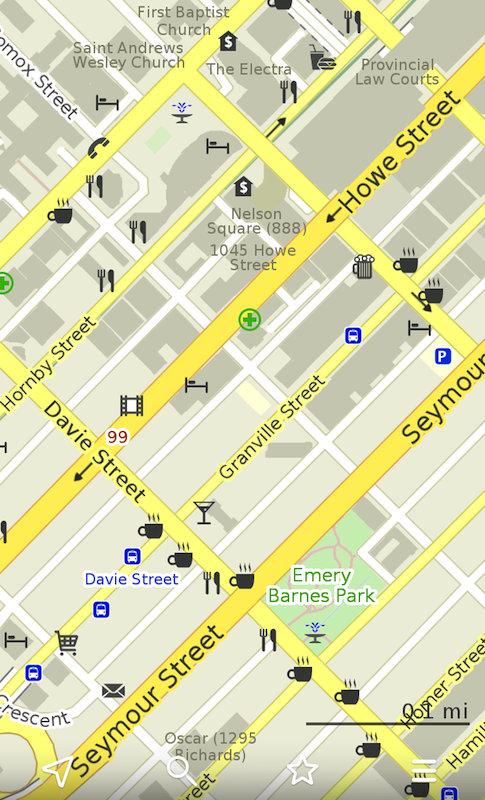 First Baptist
Church
Saint Andrews
Wesley Church
The Electra
Provincial
Law Courts
omox Street
Howe Street
Nelson
Square (888)
1045 Howe
Street
Hornby Street
P
Seymour
Davie Street
99
Granville Street
Davie Street
Emery
Barnes Park
Seymour Street
Crescent
Homer Street
0.1 mi
Oscar (1295
Richards)
reet
Hamil